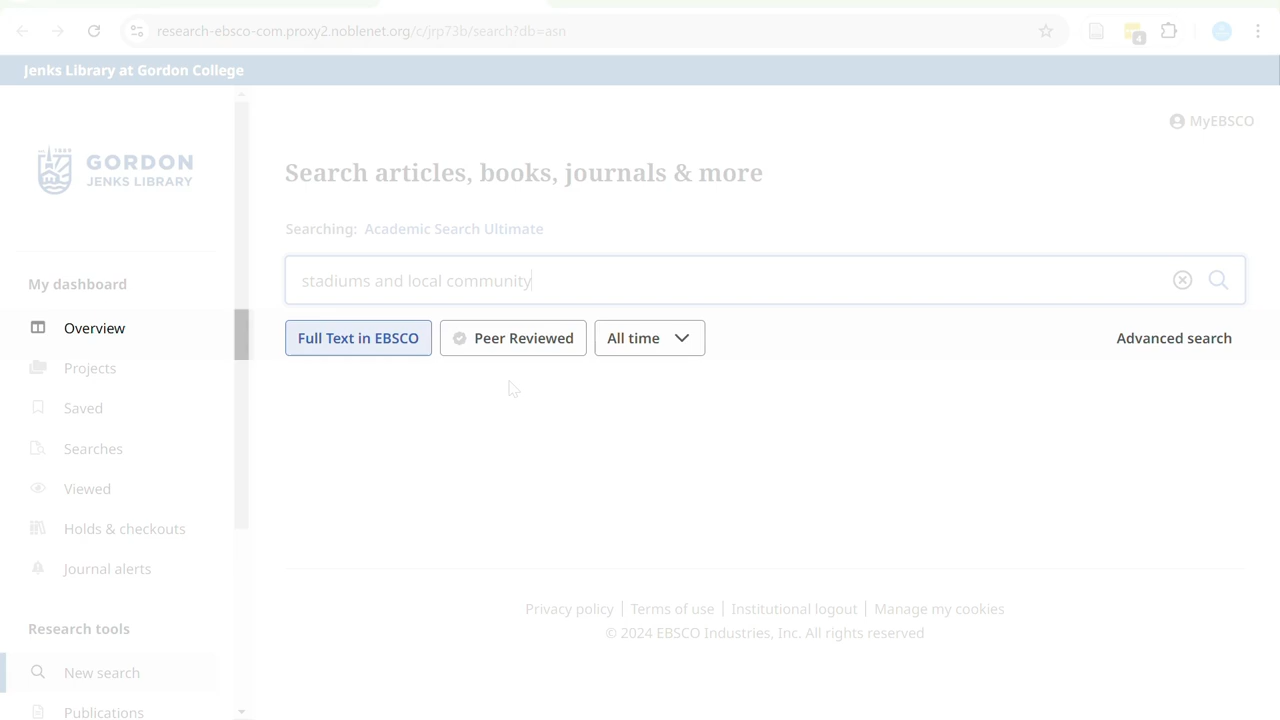 research-ebsco-com.proxy2.noblenet.org/c/jrp73b/search?db=asn
4
Jenks Library at Gordon College
MyEBSCO
GORDON
JENKS LIBRARY
Search articles, books, journals & more
Searching: Academic Search Ultimate
stadiums and local community
Full Text in EBSCO
Peer Reviewed
All time
Advanced search
My dashboard
Overview
Projects
Saved
Searches
Viewed
Holds & checkouts
Journal alerts
Research tools
New search
Publications
Privacy policy | Terms of use | Institutional logout | Manage my cookies
© 2024 EBSCO Industries, Inc. All rights reserved